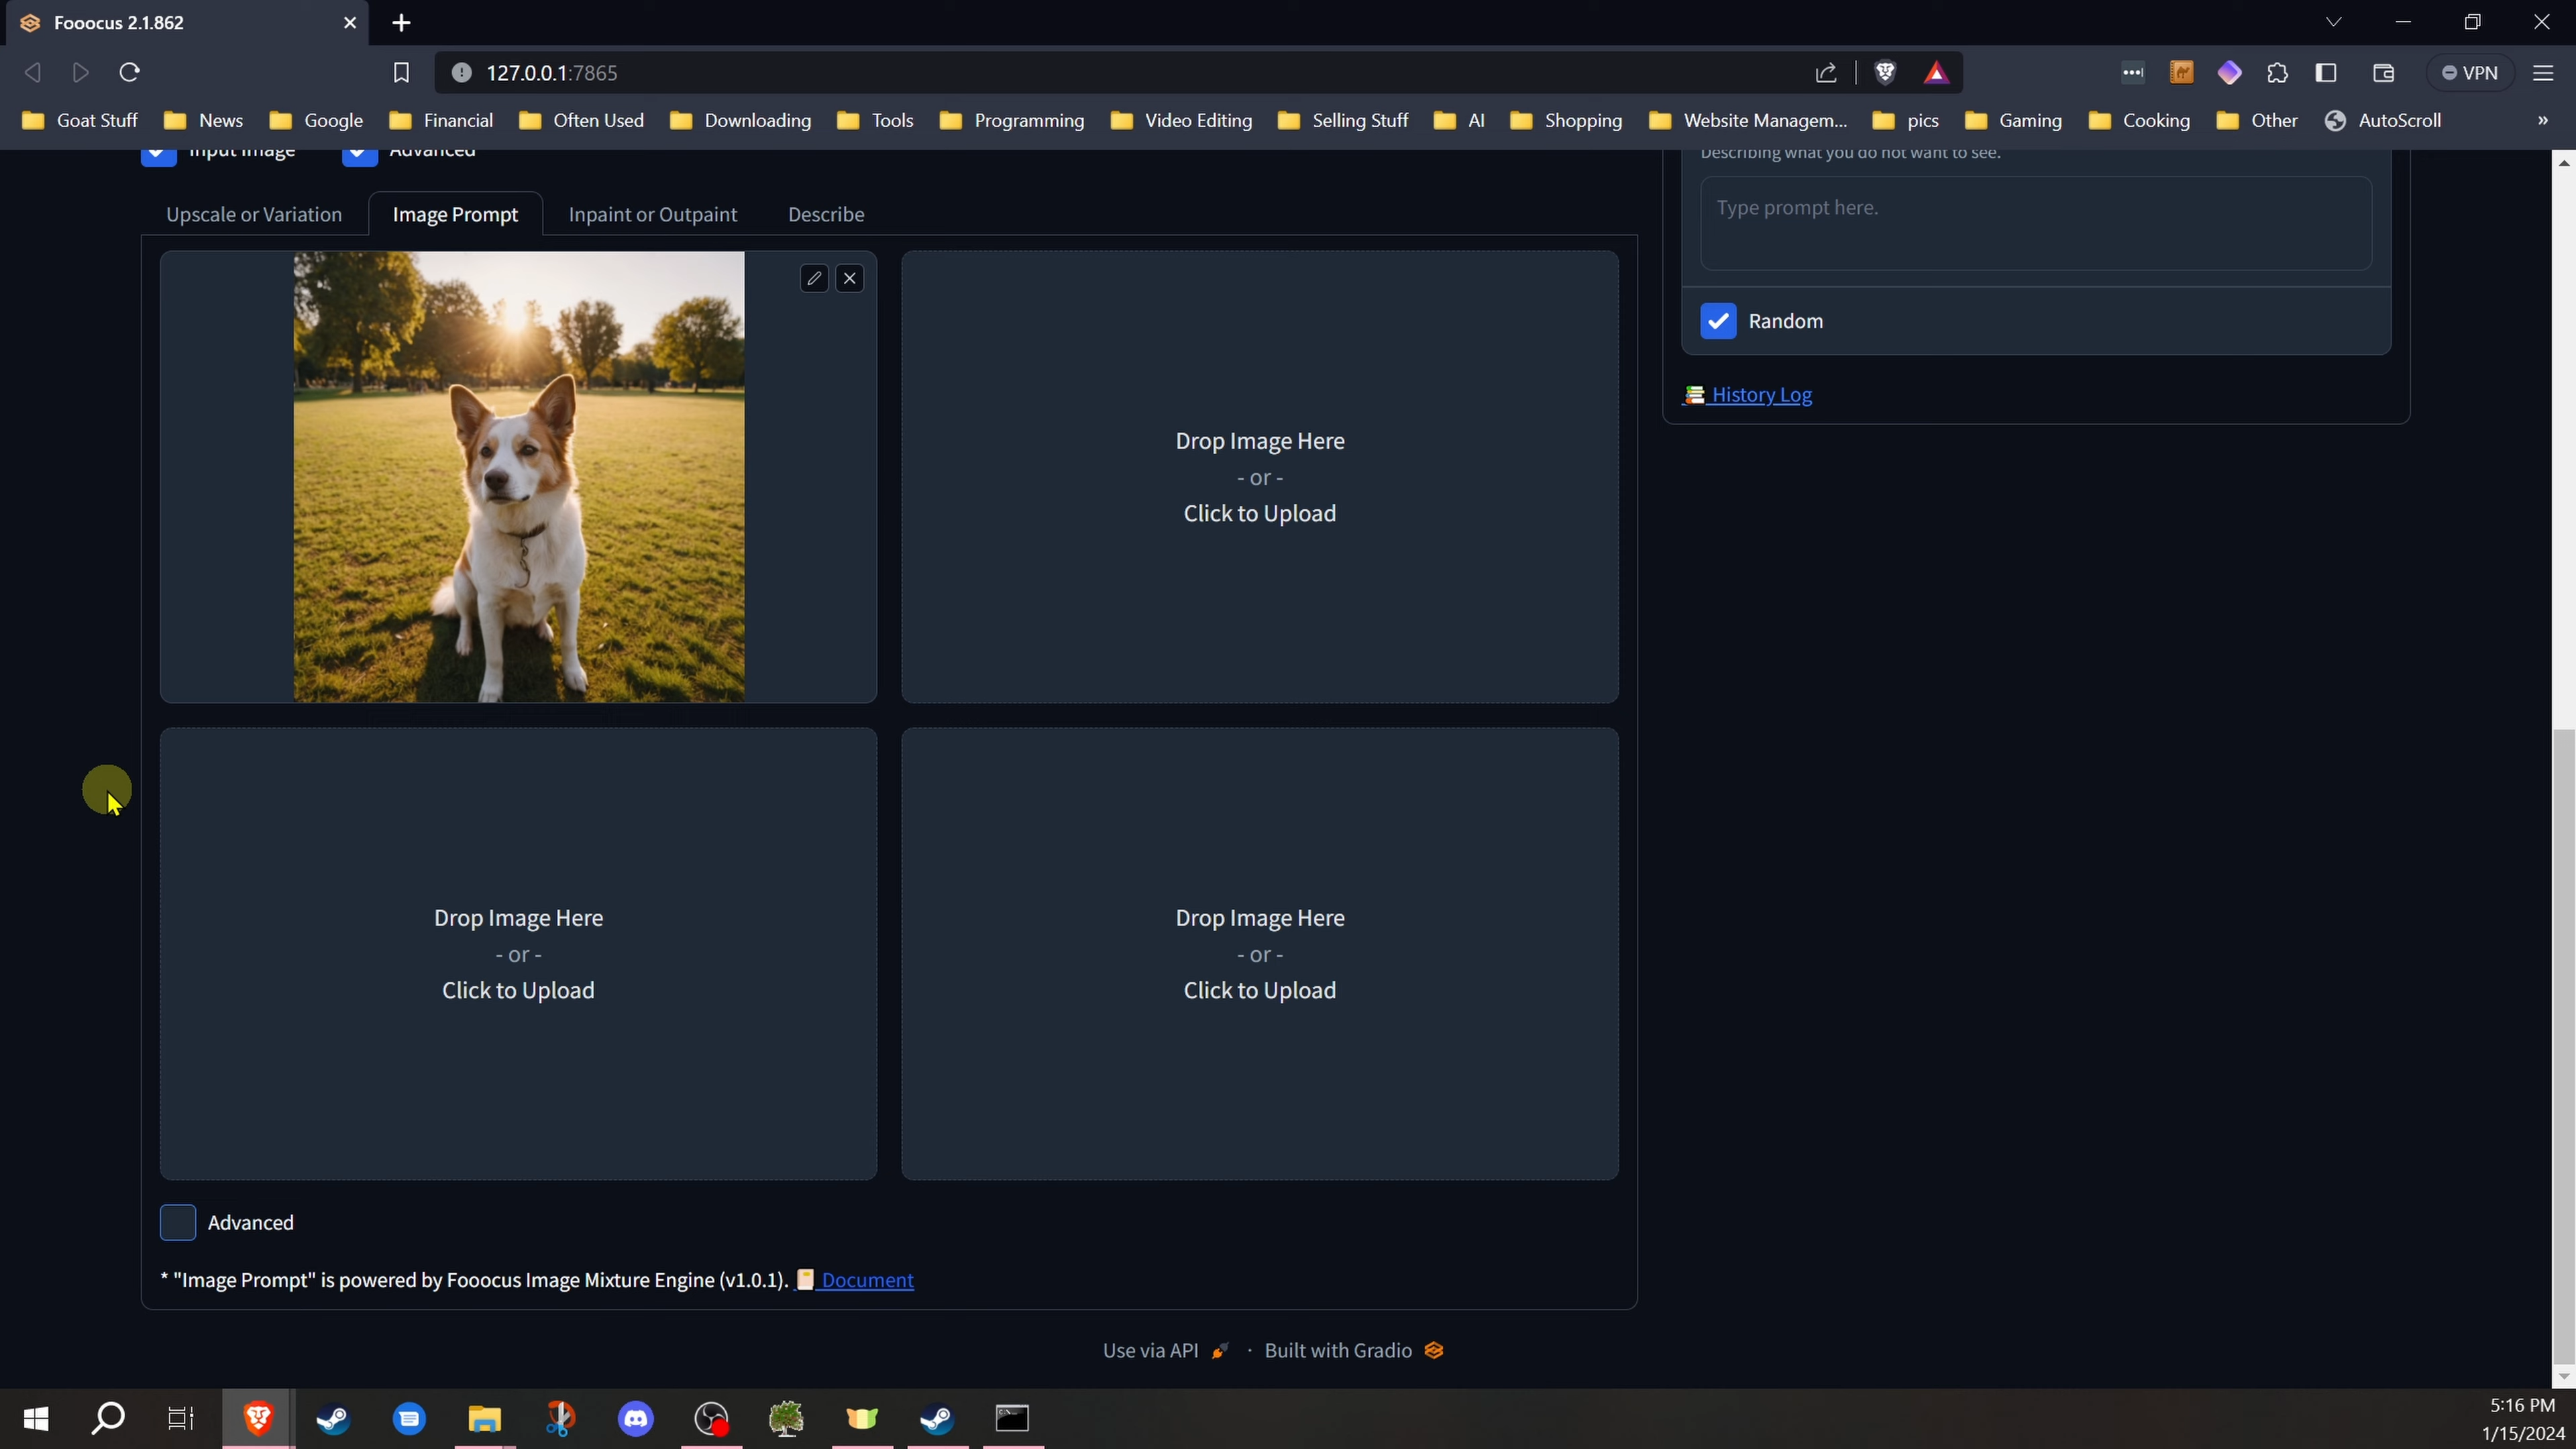 Fooocus 2.1.862
127.0.0.1:7865
VPN
Goat Stuff
News
Google
Financial
Often Used
Downloading
Tools
Programming
Video Editing
Selling Stuff
AI
Shopping
Website Managem...
pics
Gaming
Cooking
Other
AutoScroll
»
Input Image
Advanced
Describing what you do not want to see.
Upscale or Variation
Image Prompt
Inpaint or Outpaint
Describe
Type prompt here.
Random
History Log
Drop Image Here
- or -
Click to Upload
Drop Image Here
- or -
Click to Upload
Drop Image Here
- or -
Click to Upload
Advanced
* "Image Prompt" is powered by Fooocus Image Mixture Engine (v1.0.1). Document
Use via API · Built with Gradio
5:16 PM
1/15/2024